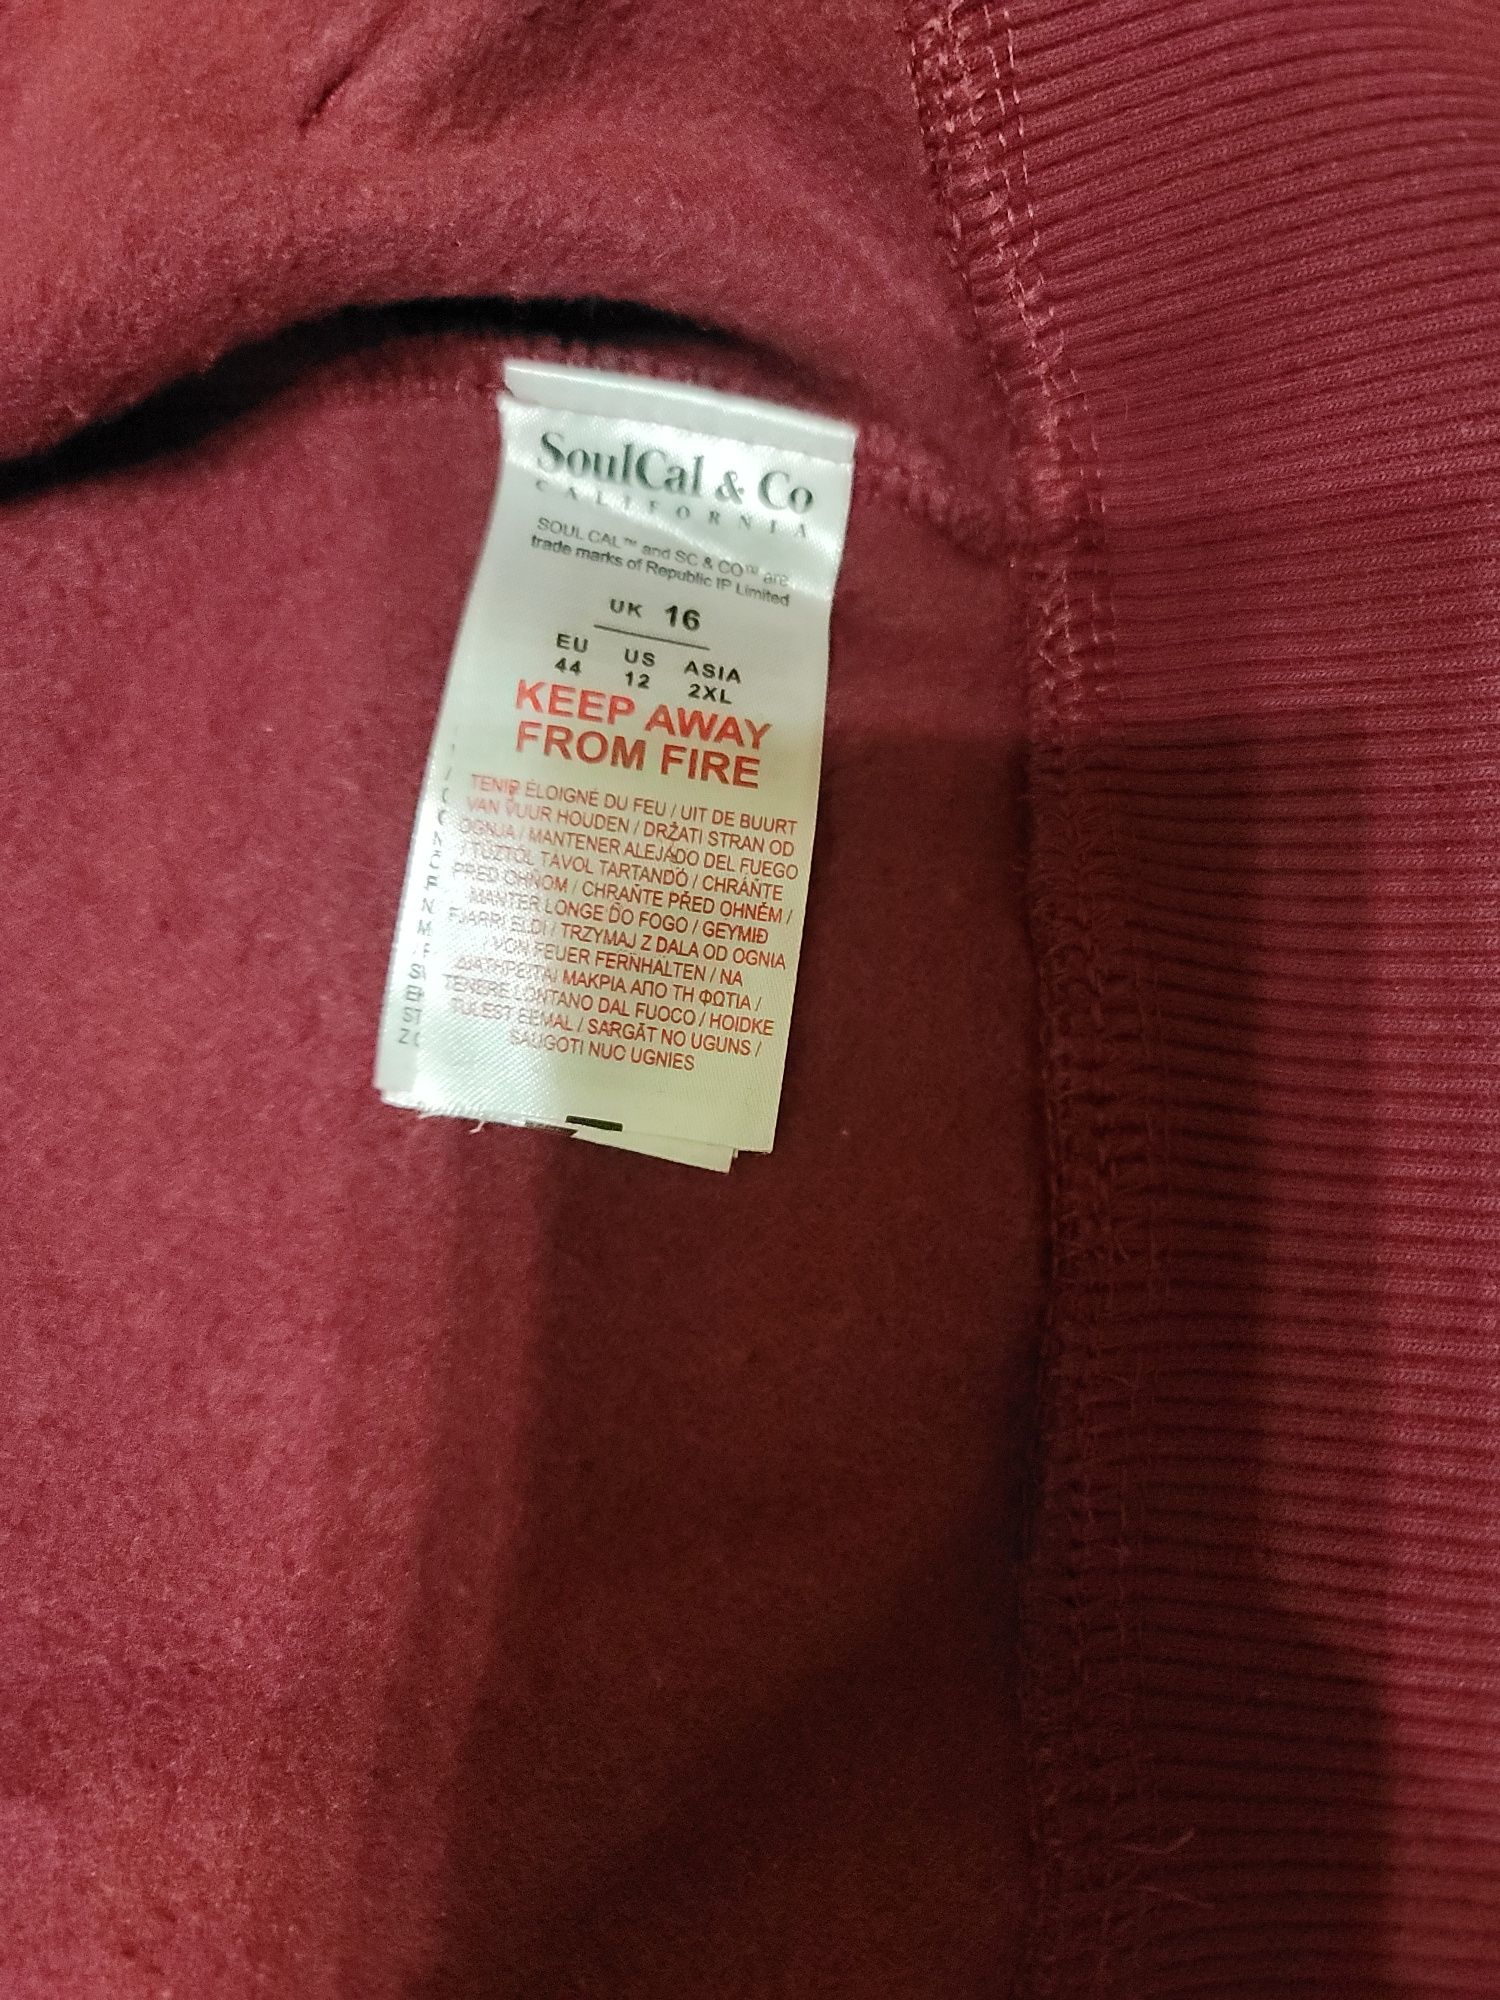 SoulCal & Co
CALIFORNIA
SOUL CAL™ and SC & CO™ are
trade marks of Republic IP Limited
UK 16
EU US ASIA
44 12 2XL
KEEP AWAY
FROM FIRE
TENIR ÉLOIGNÉ DU FEU / UIT DE BUURT
VAN VUUR HOUDEN / DRŽATI STRAN OD
OGNJA / MANTENER ALEJADO DEL FUEGO
/ TŰZTŐL TÁVOL TARTANDÓ / CHRÁŇTE
PRED OHŇOM / CHRAŇTE PŘED OHNĚM /
MANTER LONGE DO FOGO / GEYMIÐ
FJARRI ELDI / TRZYMAJ Z DALA OD OGNIA
/ VON FEUER FERNHALTEN / NA
ΔΙΑΤΗΡΕΙΤΑΙ ΜΑΚΡΙΑ ΑΠΟ ΤΗ ΦΩΤΙΑ /
TENERE LONTANO DAL FUOCO / HOIDKE
TULEST EEMAL / SARGĀT NO UGUNS /
SAUGOTI NUO UGNIES